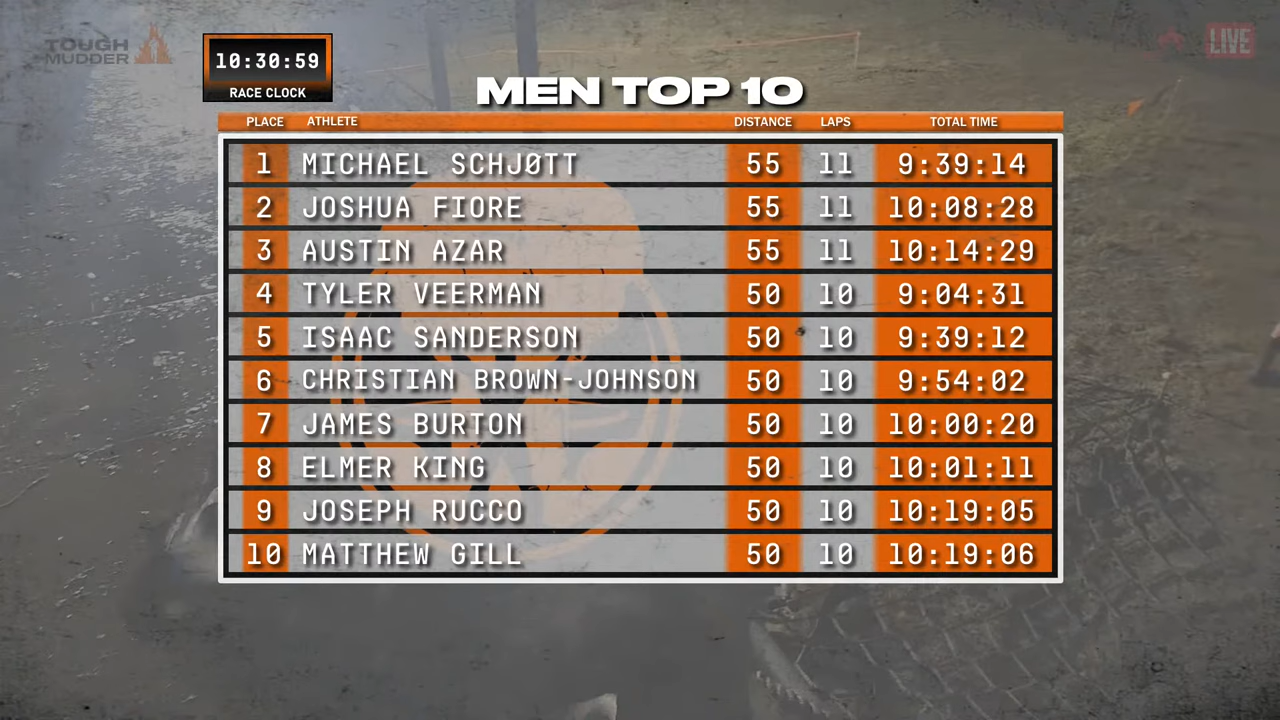 TOUGH
MUDDER
LIVE
10:30:59
RACE CLOCK
MEN TOP 10
PLACE ATHLETE DISTANCE LAPS TOTAL TIME
1 MICHAEL SCHJØTT 55 11 9:39:14
2 JOSHUA FIORE 55 11 10:08:28
3 AUSTIN AZAR 55 11 10:14:29
4 TYLER VEERMAN 50 10 9:04:31
5 ISAAC SANDERSON 50 10 9:39:12
6 CHRISTIAN BROWN-JOHNSON 50 10 9:54:02
7 JAMES BURTON 50 10 10:00:20
8 ELMER KING 50 10 10:01:11
9 JOSEPH RUCCO 50 10 10:19:05
10 MATTHEW GILL 50 10 10:19:06